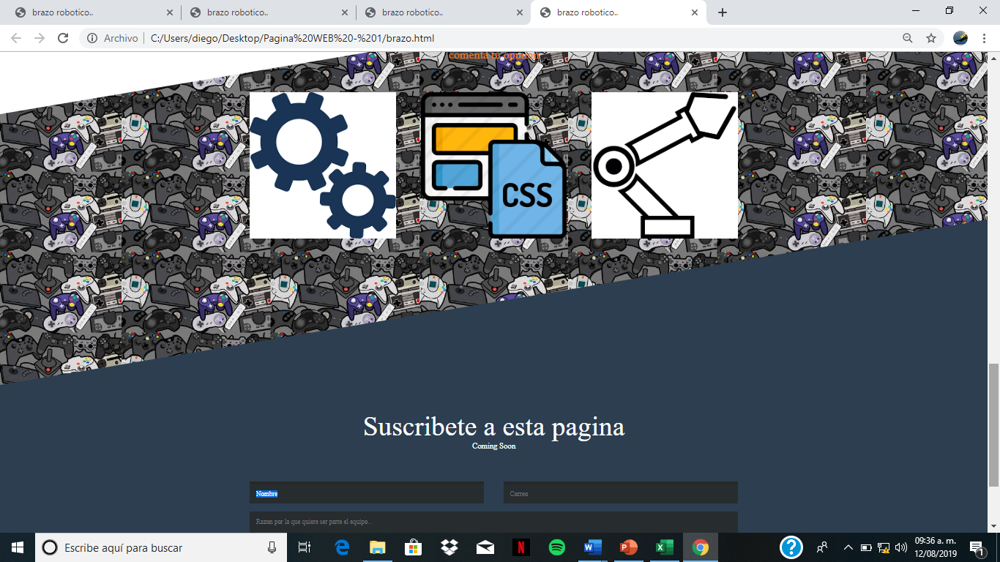 brazo robotico..
brazo robotico..
brazo robotico..
brazo robotico..
Archivo
C:/Users/diego/Desktop/Pagina%20WEB%20-%201/brazo.html
comenta tu opinion
CSS
Suscribete a esta pagina
Coming Soon
Nombre
Correo
Razon por la que quiere ser parte el equipo...
Escribe aquí para buscar
09:36 a. m.
12/08/2019
1